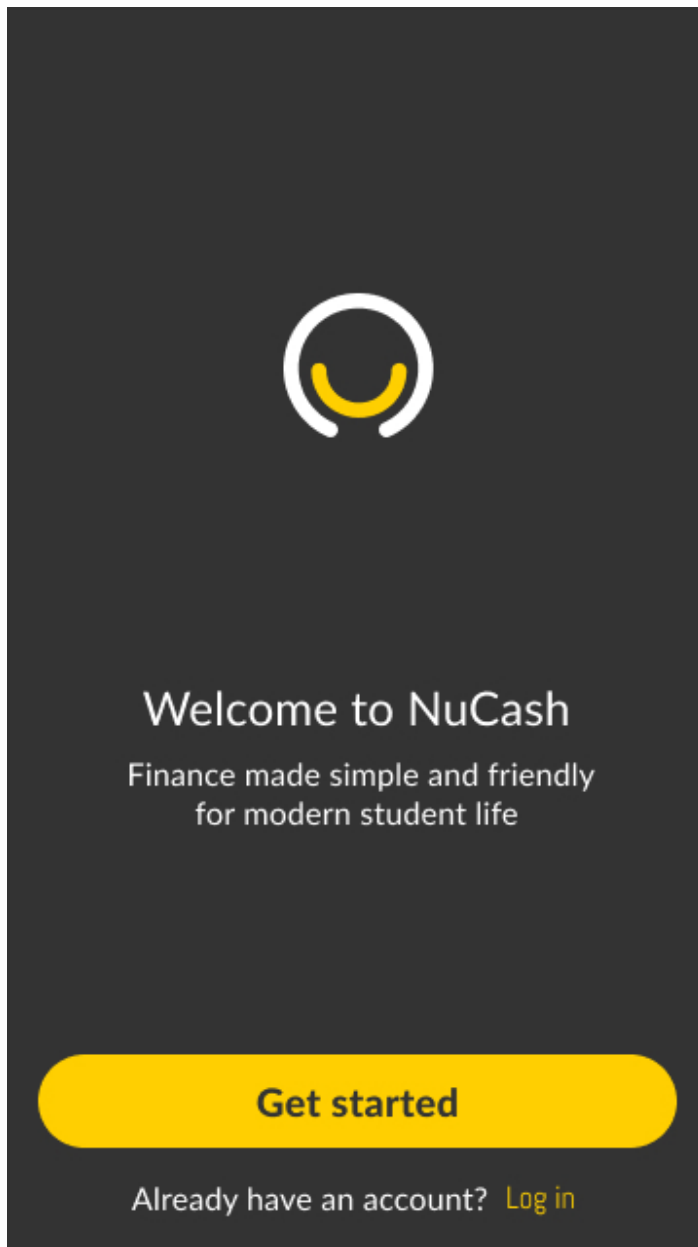 Welcome to NuCash
Finance made simple and friendly
for modern student life
Get started
Already have an account? Log in